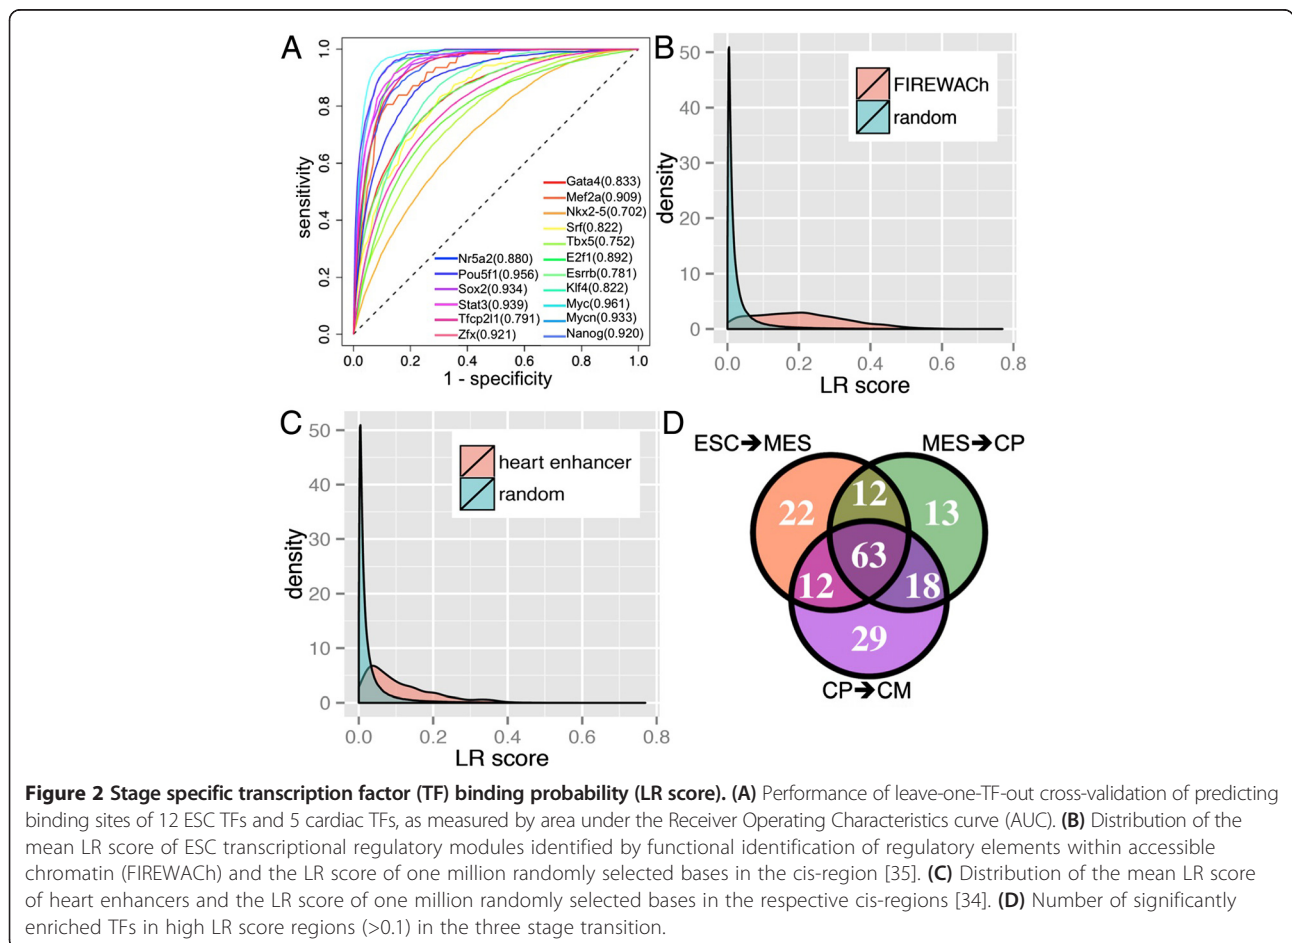 A
sensitivity
0.0
0.2
0.4
0.6
0.8
1.0
Gata4(0.833)
Mef2a(0.909)
Nkx2-5(0.702)
Srf(0.822)
Tbx5(0.752)
Nr5a2(0.880)
E2f1(0.892)
Pou5f1(0.956)
Esrrb(0.781)
Sox2(0.934)
Klf4(0.822)
Stat3(0.939)
Myc(0.961)
Tfcp2l1(0.791)
Mycn(0.933)
Zfx(0.921)
Nanog(0.920)
0.0 0.2 0.4 0.6 0.8 1.0
1 - specificity
B
density
50
40
30
20
10
0
FIREWACh
random
0.0 0.2 0.4 0.6 0.8
LR score
C
density
50
40
30
20
10
0
heart enhancer
random
0.0 0.2 0.4 0.6 0.8
LR score
D
ESC➔MES MES➔CP
22 12 13
63
12 18
29
CP➔CM
Figure 2 Stage specific transcription factor (TF) binding probability (LR score). (A) Performance of leave-one-TF-out cross-validation of predicting
binding sites of 12 ESC TFs and 5 cardiac TFs, as measured by area under the Receiver Operating Characteristics curve (AUC). (B) Distribution of the
mean LR score of ESC transcriptional regulatory modules identified by functional identification of regulatory elements within accessible
chromatin (FIREWACh) and the LR score of one million randomly selected bases in the cis-region [35]. (C) Distribution of the mean LR score
of heart enhancers and the LR score of one million randomly selected bases in the respective cis-regions [34]. (D) Number of significantly
enriched TFs in high LR score regions (>0.1) in the three stage transition.